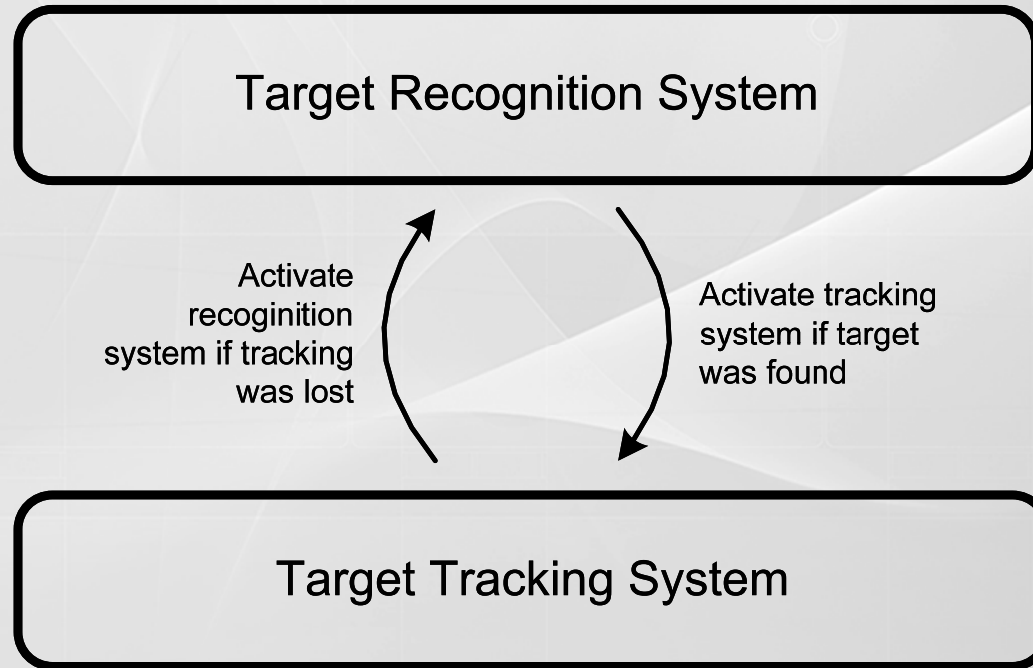 Target Recognition System
Activate
recoginition
system if tracking
was lost
Activate tracking
system if target
was found
Target Tracking System